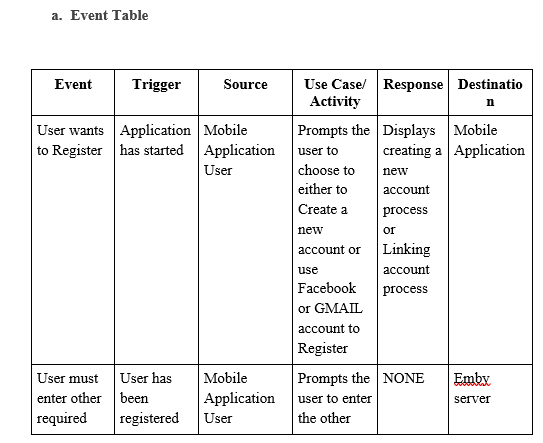 a. Event Table
Event Trigger Source Use Case/ Response Destinatio
Activity n
User wants Application Mobile Prompts the Displays Mobile
to Register has started Application user to creating a Application
User choose to new
either to account
Create a process
new or
account or Linking
use account
Facebook process
or GMAIL
account to
Register
User must User has Mobile Prompts the NONE Emby
enter other been Application user to enter server
required registered User the other